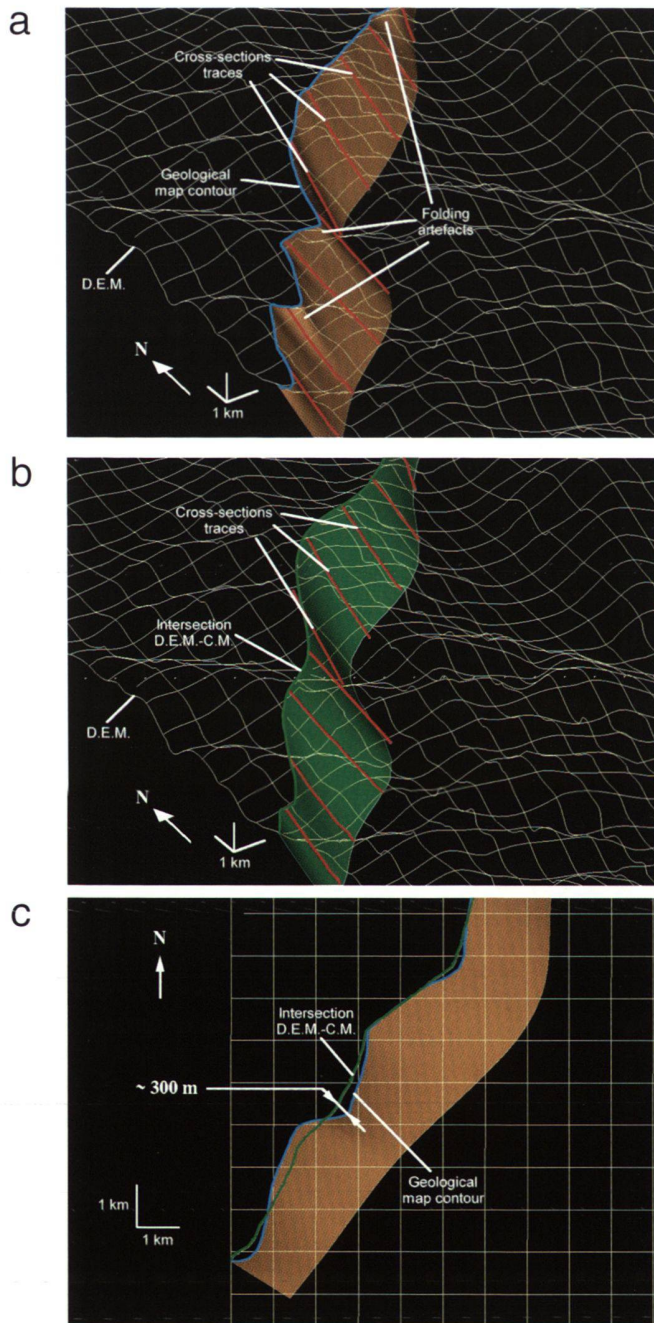 a
Cross-sections
traces
Geological
map contour
Folding
artefacts
D.E.M.
N
1 km
b
Cross-sections
traces
Intersection
D.E.M.-C.M.
D.E.M.
N
1 km
c
N
Intersection
D.E.M.-C.M.
~ 300 m
Geological
map contour
1 km
1 km